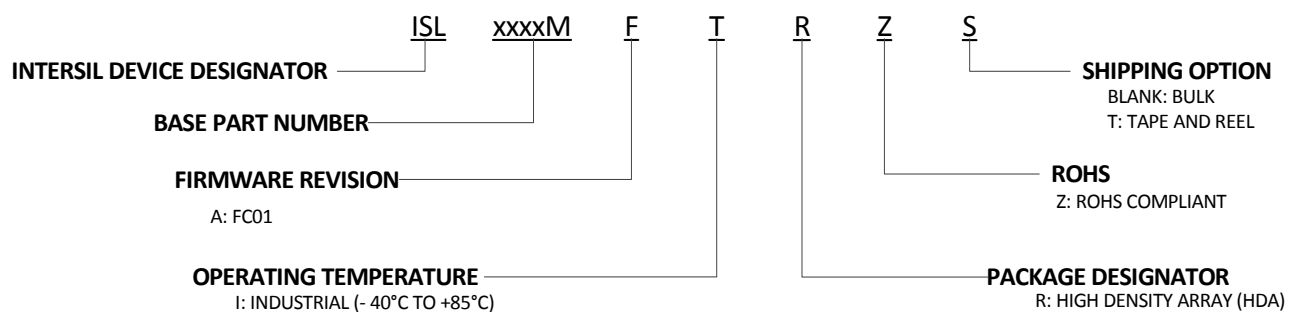 ISL xxxxM F T R Z S
INTERSIL DEVICE DESIGNATOR
SHIPPING OPTION
BLANK: BULK
T: TAPE AND REEL
BASE PART NUMBER
FIRMWARE REVISION
A: FC01
ROHS
Z: ROHS COMPLIANT
OPERATING TEMPERATURE
I: INDUSTRIAL (- 40°C TO +85°C)
PACKAGE DESIGNATOR
R: HIGH DENSITY ARRAY (HDA)